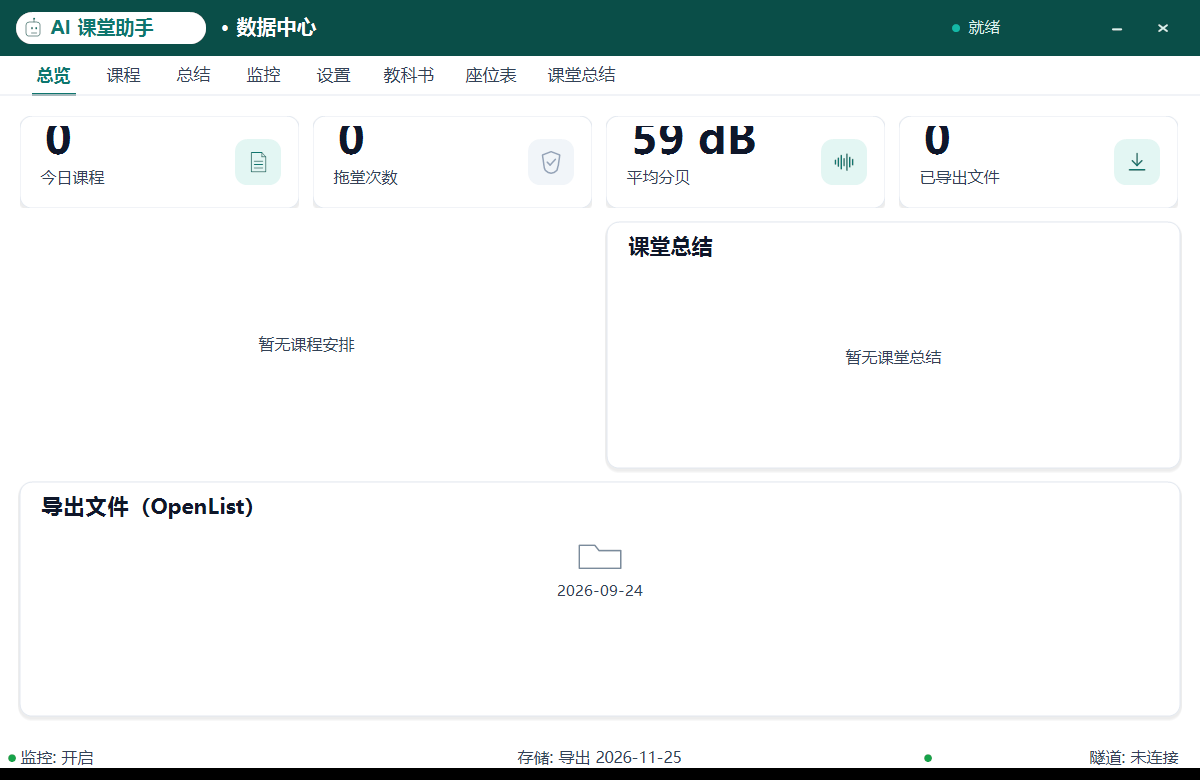 AI 课堂助手 • 数据中心 就绪
总览 课程 总结 监控 设置 教科书 座位表 课堂总结
0 0 59 dB 0
今日课程 拖堂次数 平均分贝 已导出文件
课堂总结
暂无课程安排
暂无课堂总结
导出文件（OpenList）
2026-09-24
监控: 开启 存储: 导出 2026-11-25 隧道: 未连接